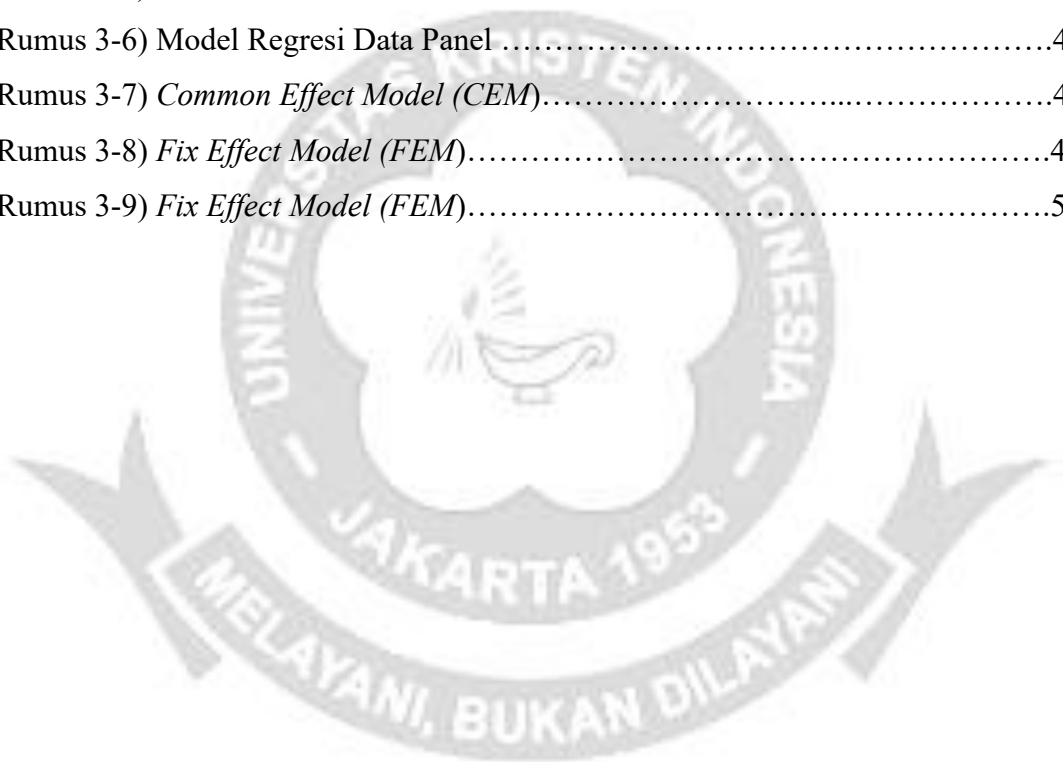 Rumus 3-6) Model Regresi Data Panel ……………………………………………….4
Rumus 3-7) Common Effect Model (CEM)………………………...…………………….4
Rumus 3-8) Fix Effect Model (FEM)…………………………………………………….4
Rumus 3-9) Fix Effect Model (FEM)…………………………………………………….5
UNIVERSITAS KRISTEN INDONESIA
- JAKARTA 1953 -
MELAYANI, BUKAN DILAYANI